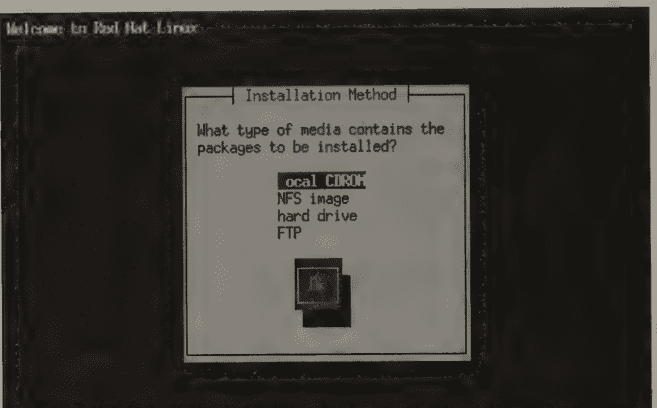 Welcome to Red Hat Linux
Installation Method
What type of media contains the
packages to be installed?
ocal CDROM
NFS image
hard drive
FTP